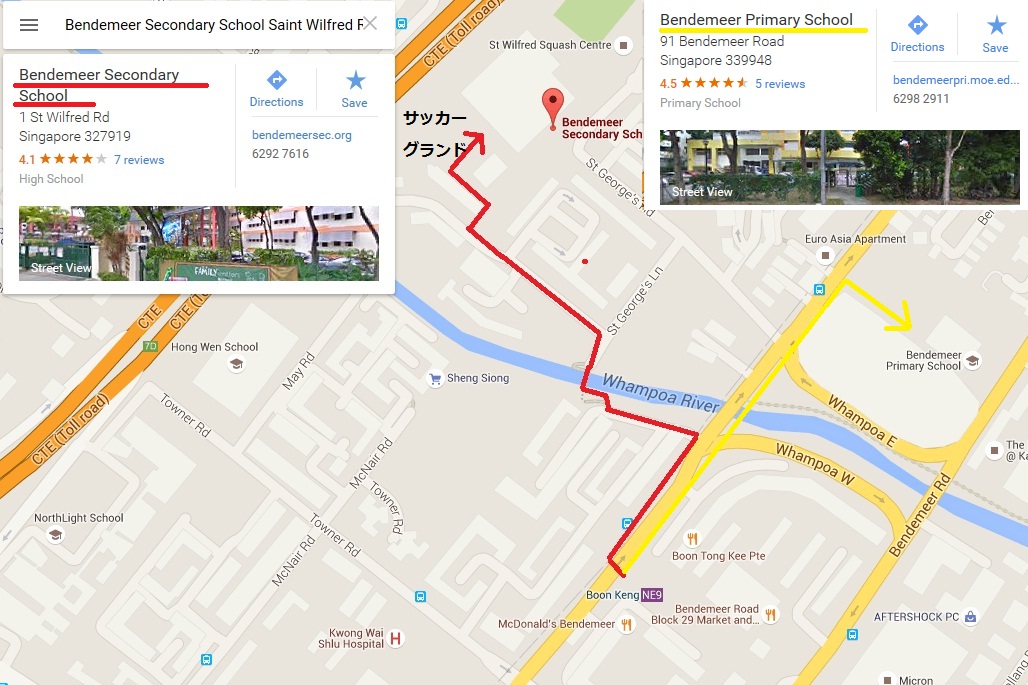 Bendemeer Secondary School Saint Wilfred R
Bendemeer Secondary
School
1 St Wilfred Rd
Singapore 327919
4.1
7 reviews
High School
Directions
Save
bendemeersec.org
6292 7616
Street View
FAMILY
Bendemeer Primary School
91 Bendemeer Road
Singapore 339948
4.5
5 reviews
Primary School
Directions
Save
bendemeerpri.moe.ed...
6298 2911
Street View
CTE (Toll road)
St Wilfred Squash Centre
サッカー
グランド
Bendemeer
Secondary Sch
St George's Rd
Euro Asia Apartment
Ben
St George's Ln
CTE
CTE (Toll
7D
Hong Wen School
May Rd
Sheng Siong
Whampoa River
Bendemeer
Primary School
Whampoa E
CTE (Toll road)
Towner Rd
McNair Rd
Whampoa W
The
@ Ka
Bendemeer Rd
NorthLight School
Towner Rd
Towner Rd
McNair Rd
Boon Tong Kee Pte
Boon Keng NE9
McDonald's Bendemeer
Bendemeer Road
Block 29 Market and...
AFTERSHOCK PC
Kwong Wai
Shlu Hospital
Micron
llang Rd